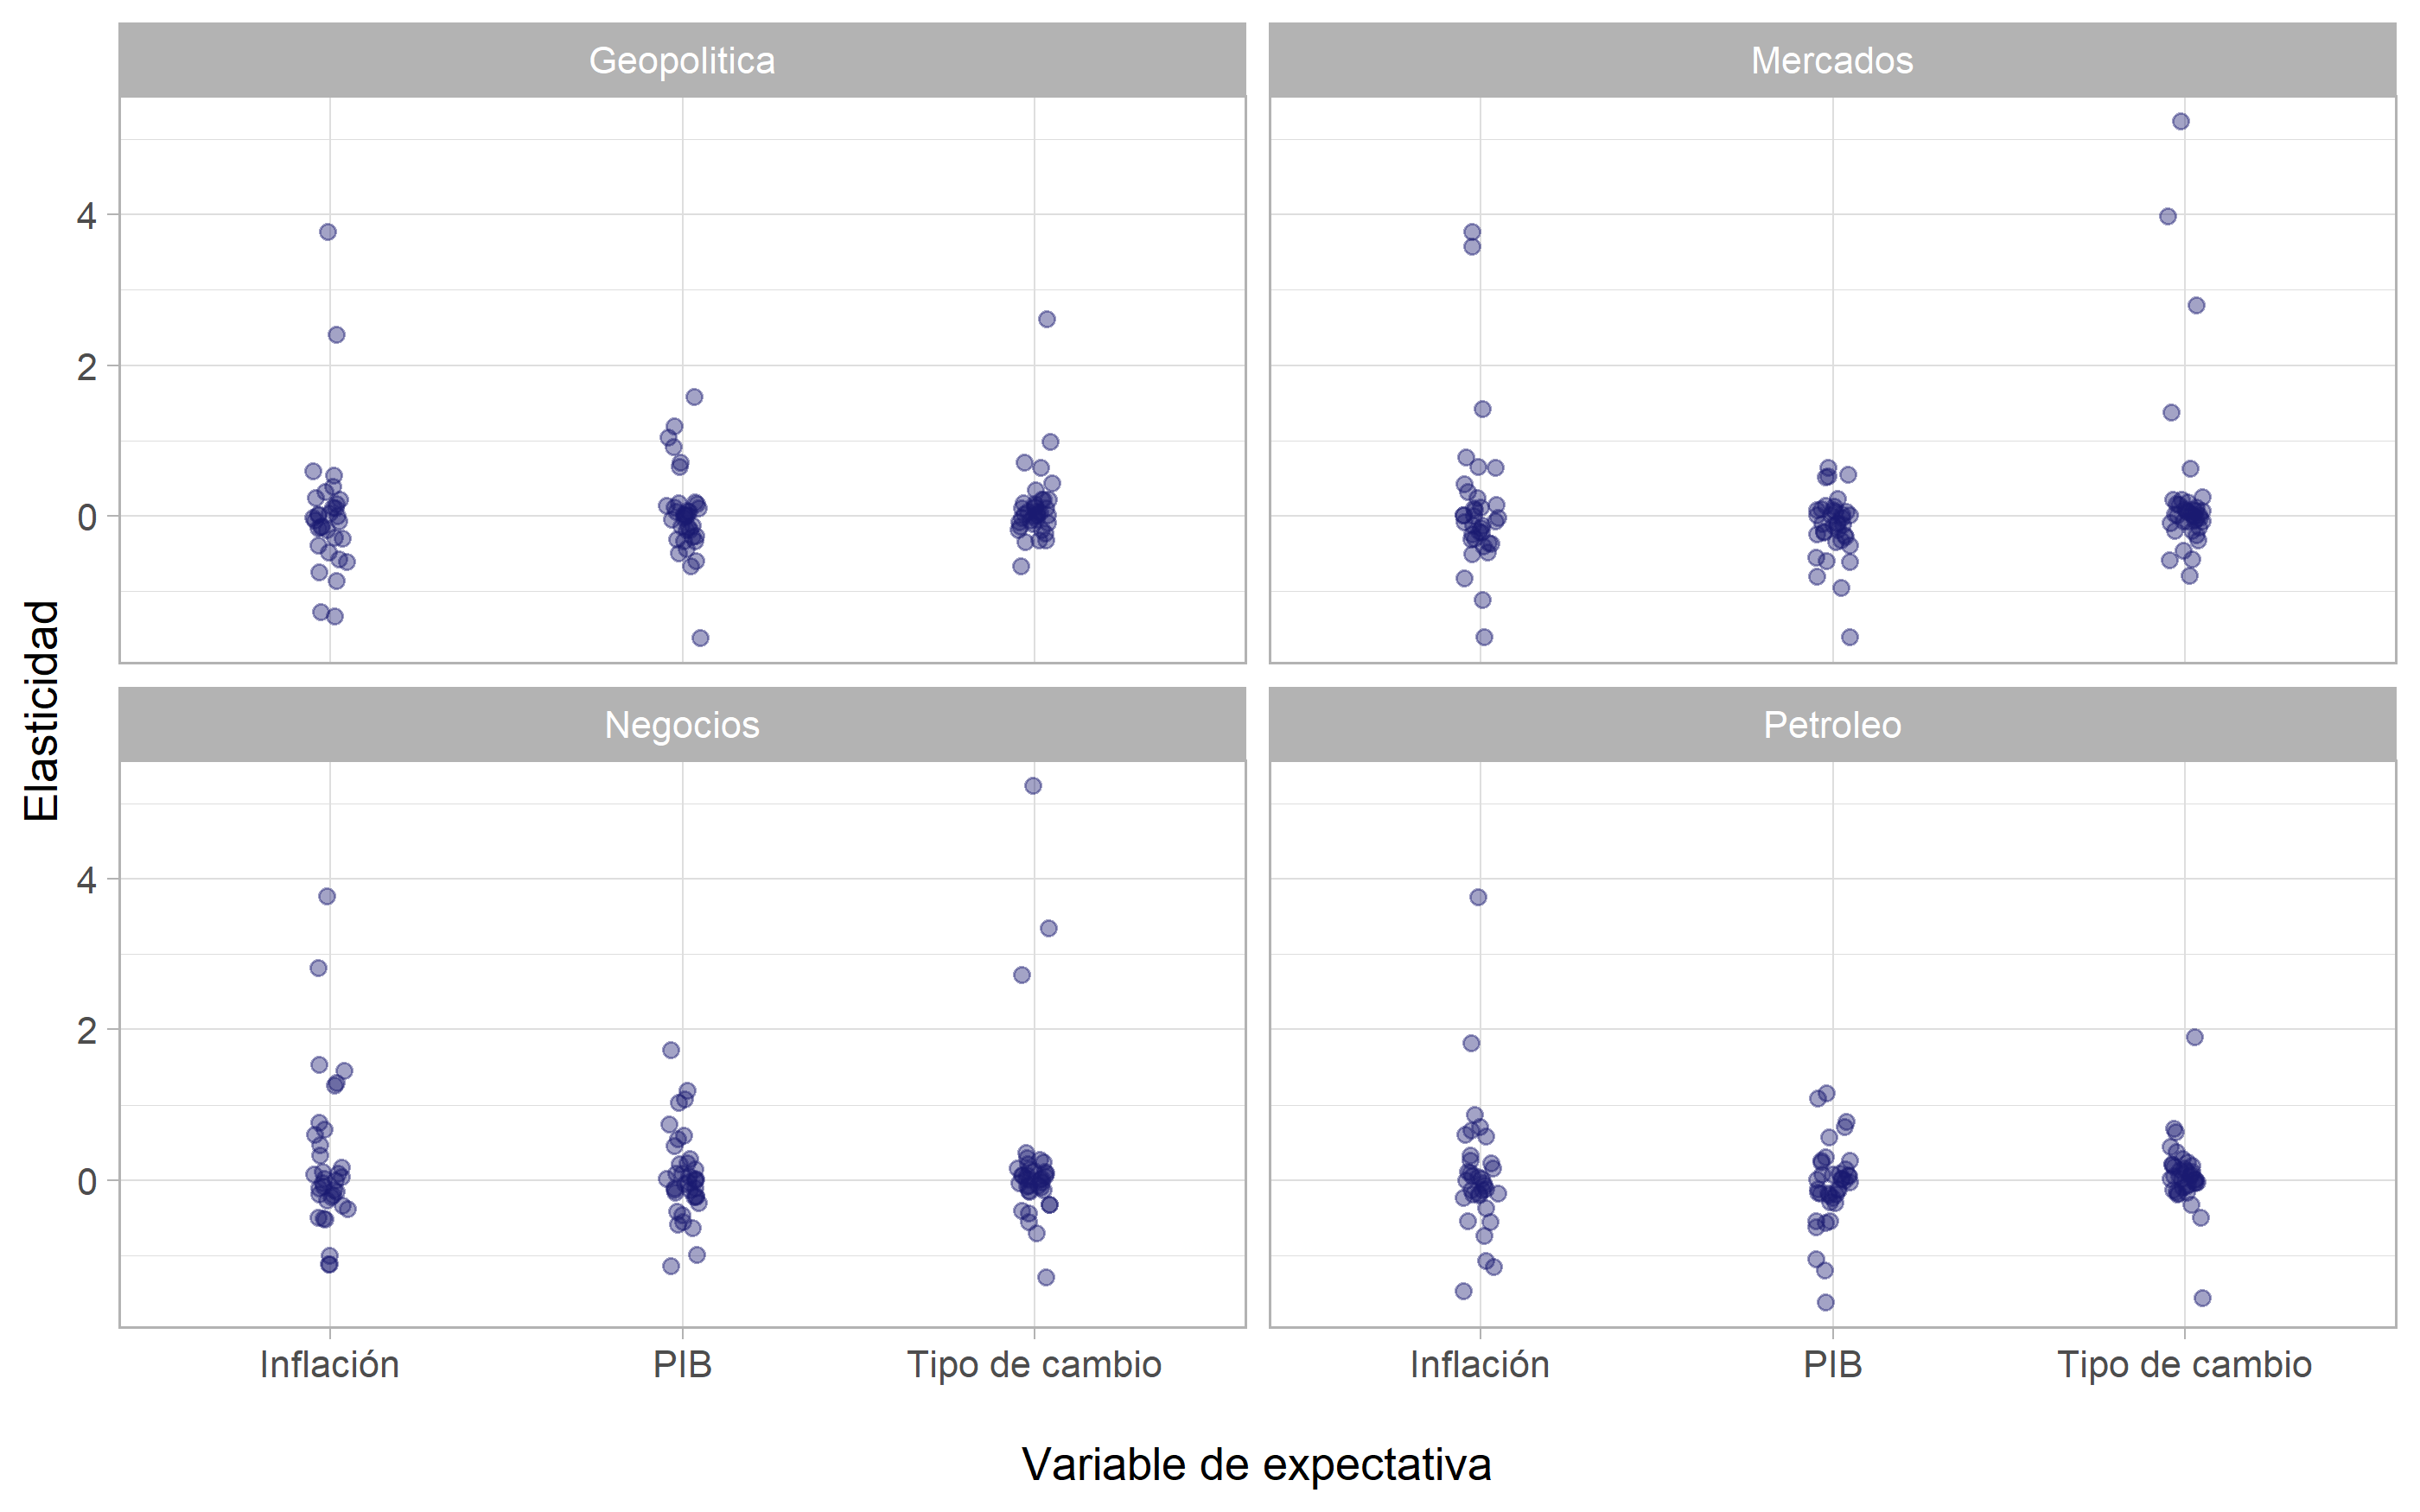 Geopolitica
Mercados
4
2
0
Elasticidad
Negocios
Petroleo
4
2
0
Inflación PIB Tipo de cambio
Inflación PIB Tipo de cambio
Variable de expectativa